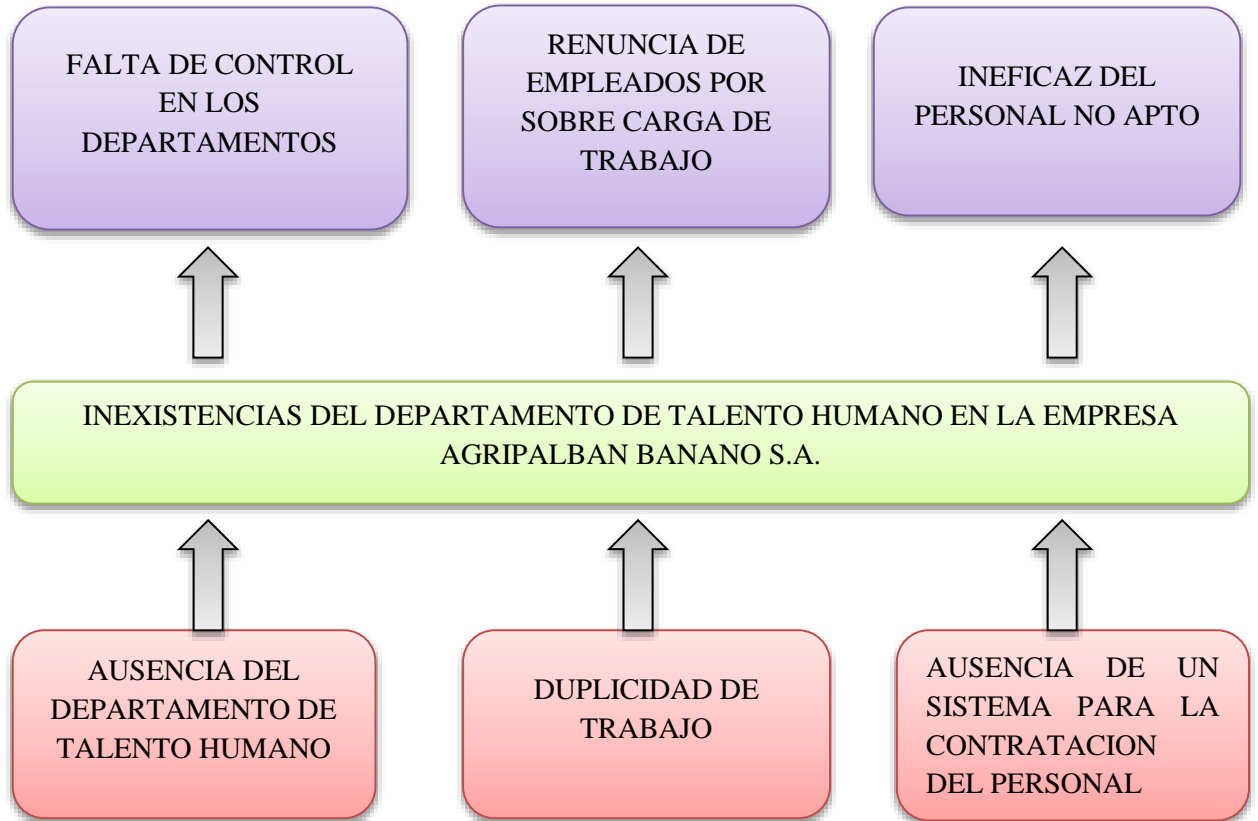 FALTA DE CONTROL
EN LOS
DEPARTAMENTOS
RENUNCIA DE
EMPLEADOS POR
SOBRE CARGA DE
TRABAJO
INEFICAZ DEL
PERSONAL NO APTO
INEXISTENCIAS DEL DEPARTAMENTO DE TALENTO HUMANO EN LA EMPRESA
AGRIPALBAN BANANO S.A.
AUSENCIA DEL
DEPARTAMENTO DE
TALENTO HUMANO
DUPLICIDAD DE
TRABAJO
AUSENCIA DE UN
SISTEMA PARA LA
CONTRATACION
DEL PERSONAL